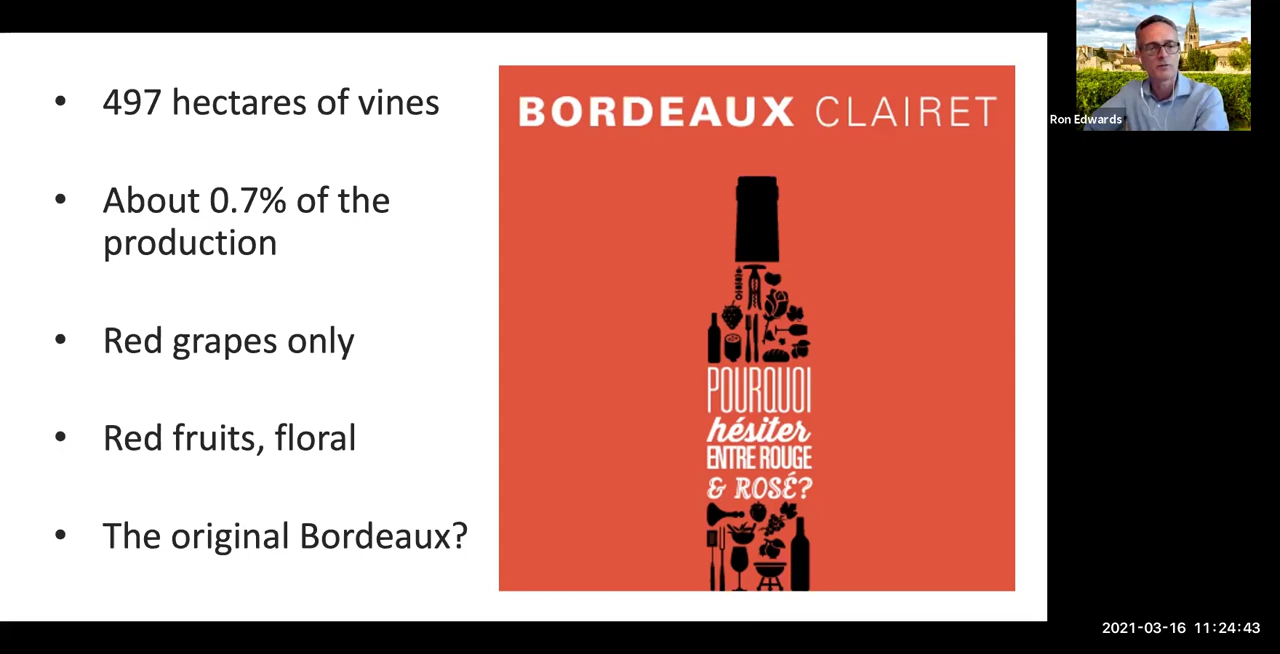 • 497 hectares of vines
• About 0.7% of the
production
• Red grapes only
• Red fruits, floral
• The original Bordeaux?
BORDEAUX CLAIRET
POURQUOI
hésiter
ENTRE ROUGE
& ROSÉ?
Ron Edwards
2021-03-16 11:24:43